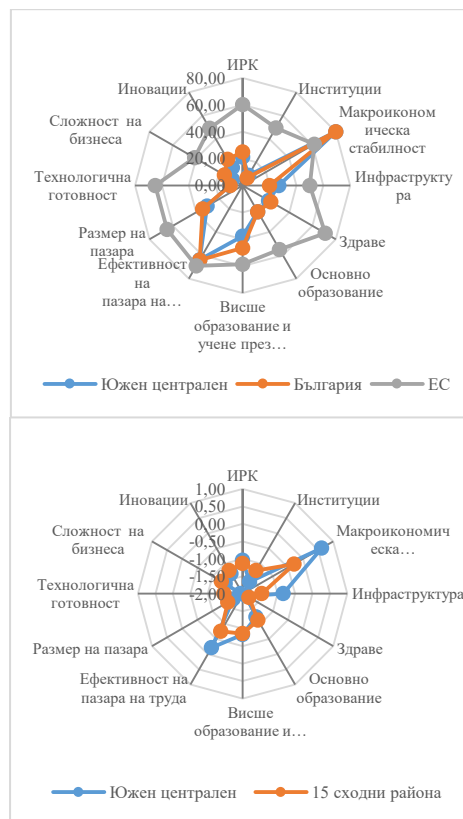 ИРК
80,00
60,00
40,00
20,00
0,00
Институции
Макроиконом
ическа
стабилност
Инфраструкту
ра
Здраве
Основно
образование
Висше
образование и
учене през…
Ефективност
на пазара
на…
Размер на
пазара
Технологична
готовност
Сложност на
бизнеса
Иновации
Южен централен
България
ЕС
ИРК
1,00
0,50
0,00
-0,50
-1,00
-1,50
-2,00
Институции
Макроикономич
еска…
Инфраструктура
Здраве
Основно
образование
Висше
образование и…
Ефективност на
пазара на труда
Размер на пазара
Технологична
готовност
Сложност на
бизнеса
Иновации
Южен централен
15 сходни района